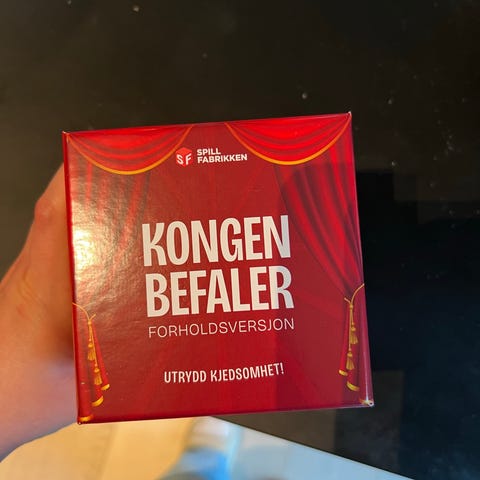 SF SPILL
FABRIKKEN
KONGEN
BEFALER
FORHOLDSVERSJON
UTRYDD KJEDSOMHET!